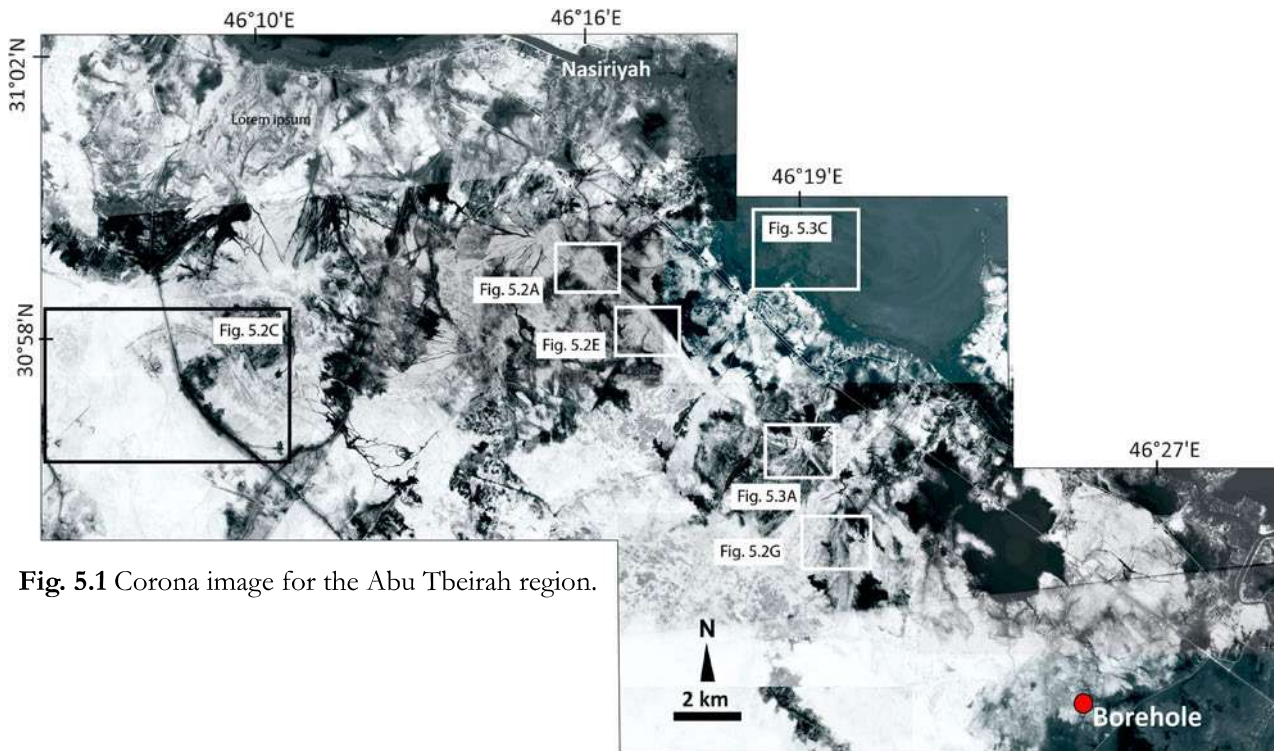 46°10'E
46°16'E
31°02'N
Nasiriyah
Lorem ipsum
46°19'E
Fig. 5.3C
Fig. 5.2A
30°58'N
Fig. 5.2C
Fig. 5.2E
46°27'E
Fig. 5.3A
Fig. 5.2G
Fig. 5.1 Corona image for the Abu Tbeirah region.
N
2 km
Borehole